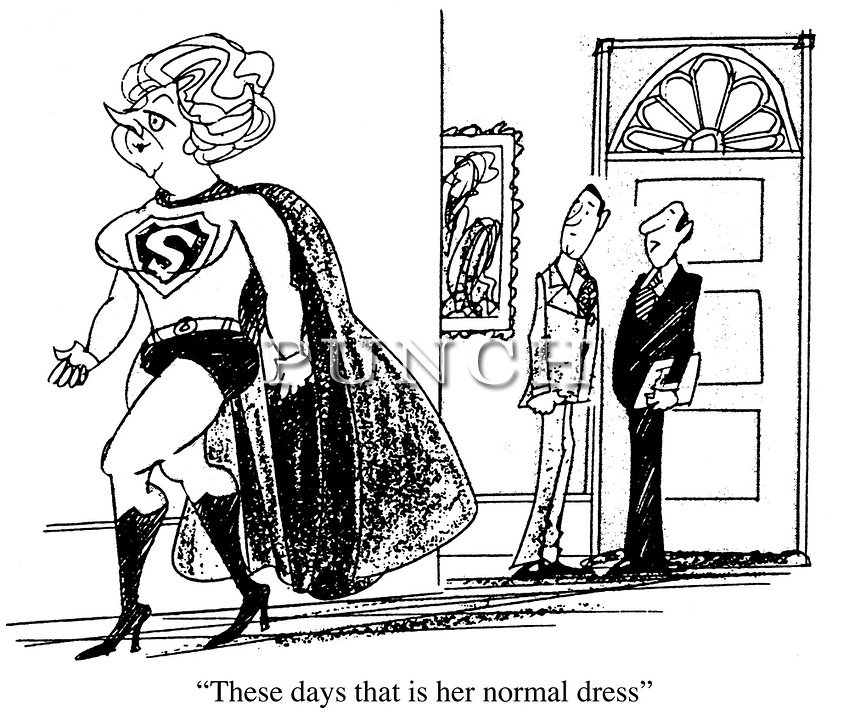 S
PUNCH
“These days that is her normal dress”